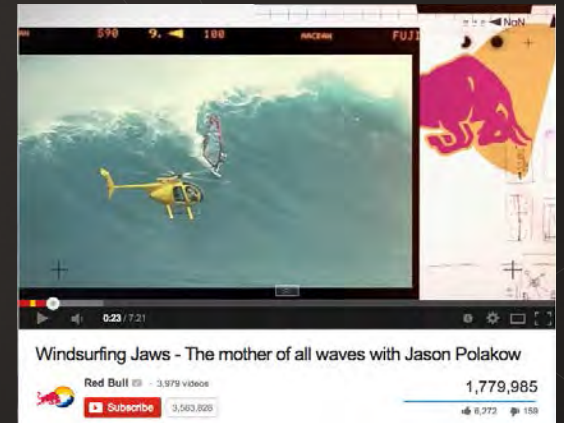 590 9. 100 FUJI
NaN
0:23 / 7:21
Windsurfing Jaws - The mother of all waves with Jason Polakow
Red Bull - 3,979 videos
1,779,985
Subscribe 3,563,828
6,272 159